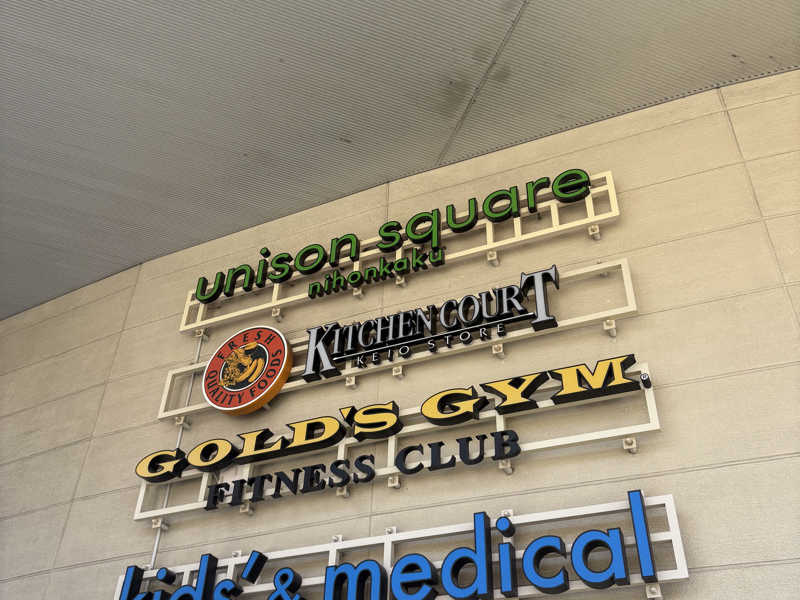 unison square
nihonkaku
FRESH
QUALITY FOODS
KITCHEN COURT
KEIO STORE
GOLD'S GYM
FITNESS CLUB
kids' & medical